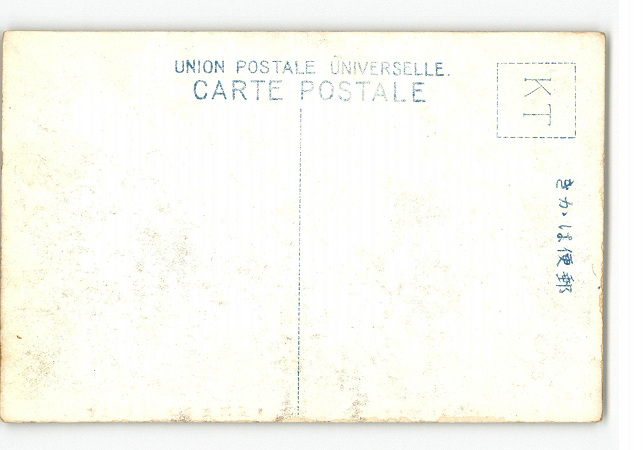 UNION POSTALE UNIVERSELLE.
CARTE POSTALE
KT
郵便はかき